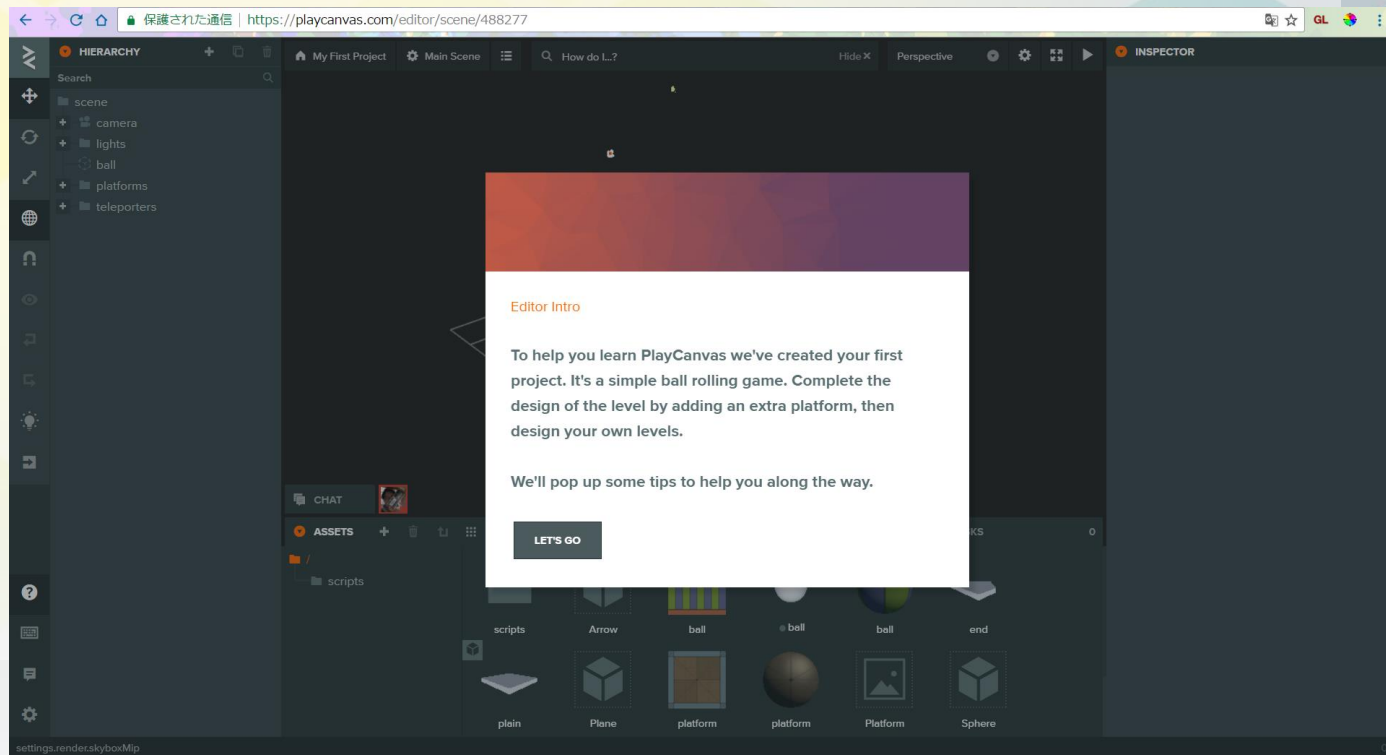 保護された通信 | https://playcanvas.com/editor/scene/488277
GL
HIERARCHY
Search
scene
camera
lights
ball
platforms
teleporters
My First Project
Main Scene
How do I...?
Hide
Perspective
INSPECTOR
Editor Intro
To help you learn PlayCanvas we've created your first
project. It's a simple ball rolling game. Complete the
design of the level by adding an extra platform, then
design your own levels.
We'll pop up some tips to help you along the way.
LET'S GO
CHAT
ASSETS
0
/
scripts
scripts Arrow ball ball ball end
plain Plane platform platform Platform Sphere
settings.render.skyboxMip